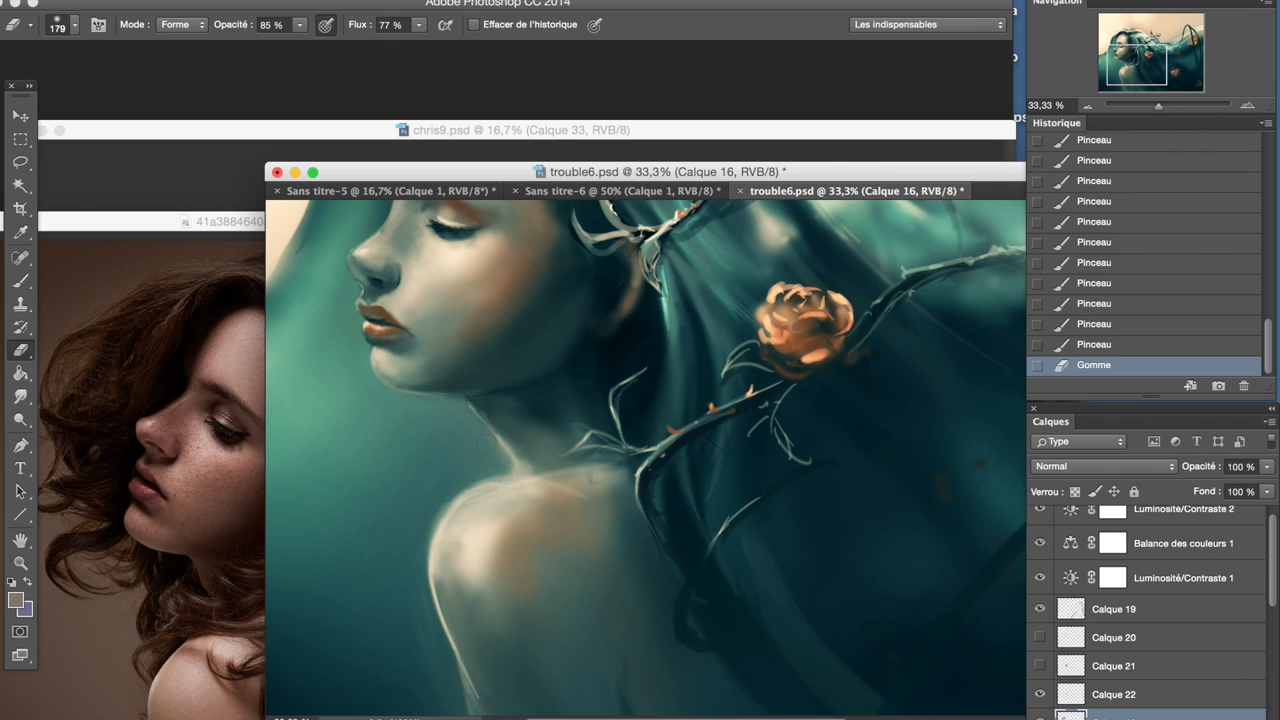 Adobe Photoshop CC 2014
179
Mode :
Forme
Opacité :
85 %
Flux :
77 %
Effacer de l'historique
Les indispensables
Navigation
33,33 %
chris9.psd @ 16,7% (Calque 33, RVB/8)
Historique
trouble6.psd @ 33,3% (Calque 16, RVB/8) *
Sans titre-5 @ 16,7% (Calque 1, RVB/8*) *
Sans titre-6 @ 50% (Calque 1, RVB/8) *
trouble6.psd @ 33,3% (Calque 16, RVB/8) *
41a3884640
Pinceau
Pinceau
Pinceau
Pinceau
Pinceau
Pinceau
Pinceau
Pinceau
Pinceau
Pinceau
Pinceau
Gomme
Calques
Type
Normal
Opacité :
100 %
Verrou :
Fond :
100 %
Luminosité/Contraste 2
Balance des couleurs 1
Luminosité/Contraste 1
Calque 19
Calque 20
Calque 21
Calque 22